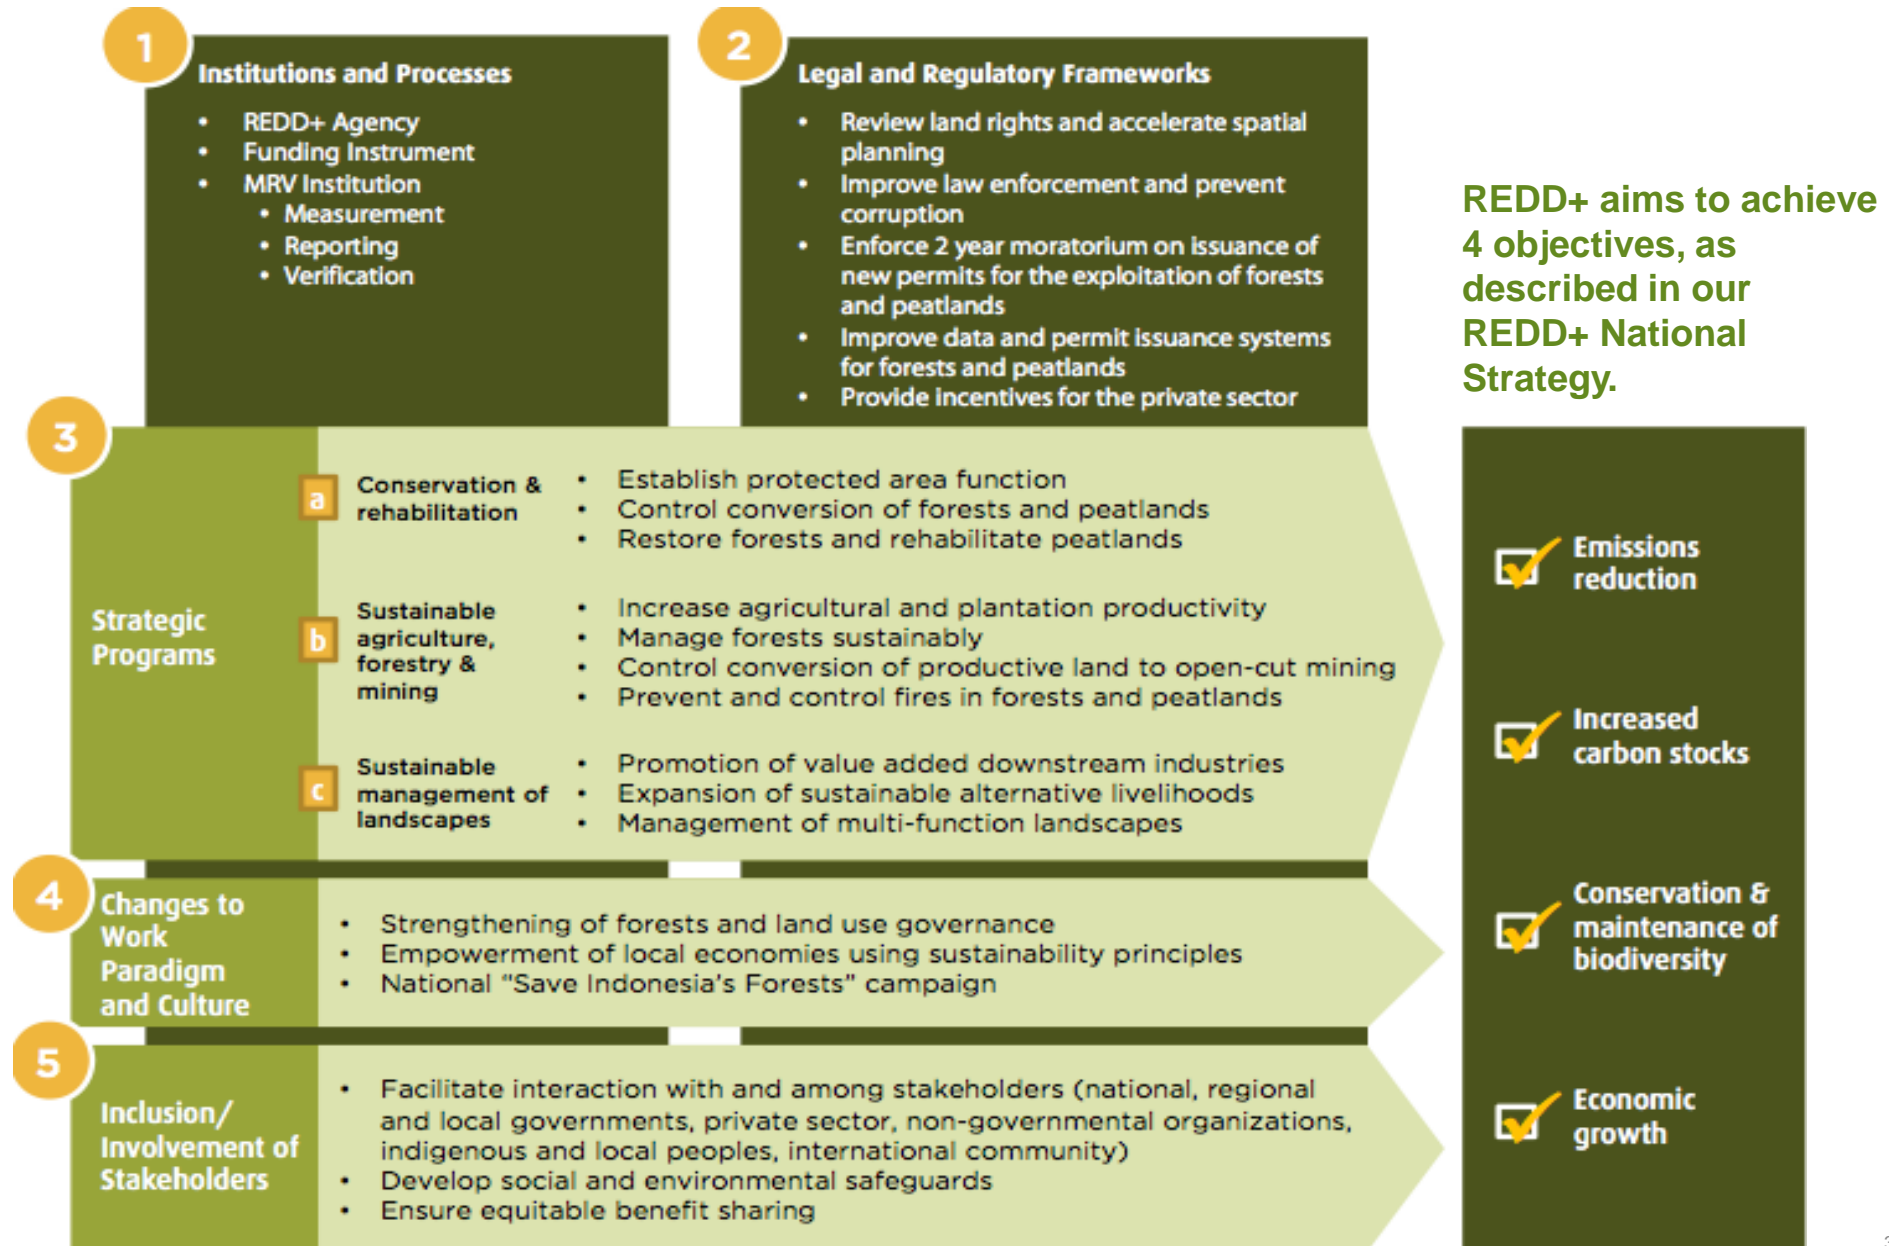 1
Institutions and Processes
• REDD+ Agency
• Funding Instrument
• MRV Institution
• Measurement
• Reporting
• Verification
2
Legal and Regulatory Frameworks
• Review land rights and accelerate spatial
planning
• Improve law enforcement and prevent
corruption
• Enforce 2 year moratorium on issuance of
new permits for the exploitation of forests
and peatlands
• Improve data and permit issuance systems
for forests and peatlands
• Provide incentives for the private sector
REDD+ aims to achieve
4 objectives, as
described in our
REDD+ National
Strategy.
3
Strategic
Programs
a
Conservation &
rehabilitation
• Establish protected area function
• Control conversion of forests and peatlands
• Restore forests and rehabilitate peatlands
b
Sustainable
agriculture,
forestry &
mining
• Increase agricultural and plantation productivity
• Manage forests sustainably
• Control conversion of productive land to open-cut mining
• Prevent and control fires in forests and peatlands
c
Sustainable
management of
landscapes
• Promotion of value added downstream industries
• Expansion of sustainable alternative livelihoods
• Management of multi-function landscapes
4
Changes to
Work
Paradigm
and Culture
• Strengthening of forests and land use governance
• Empowerment of local economies using sustainability principles
• National “Save Indonesia’s Forests” campaign
5
Inclusion/
Involvement of
Stakeholders
• Facilitate interaction with and among stakeholders (national, regional
and local governments, private sector, non-governmental organizations,
indigenous and local peoples, international community)
• Develop social and environmental safeguards
• Ensure equitable benefit sharing
Emissions
reduction
Increased
carbon stocks
Conservation &
maintenance of
biodiversity
Economic
growth